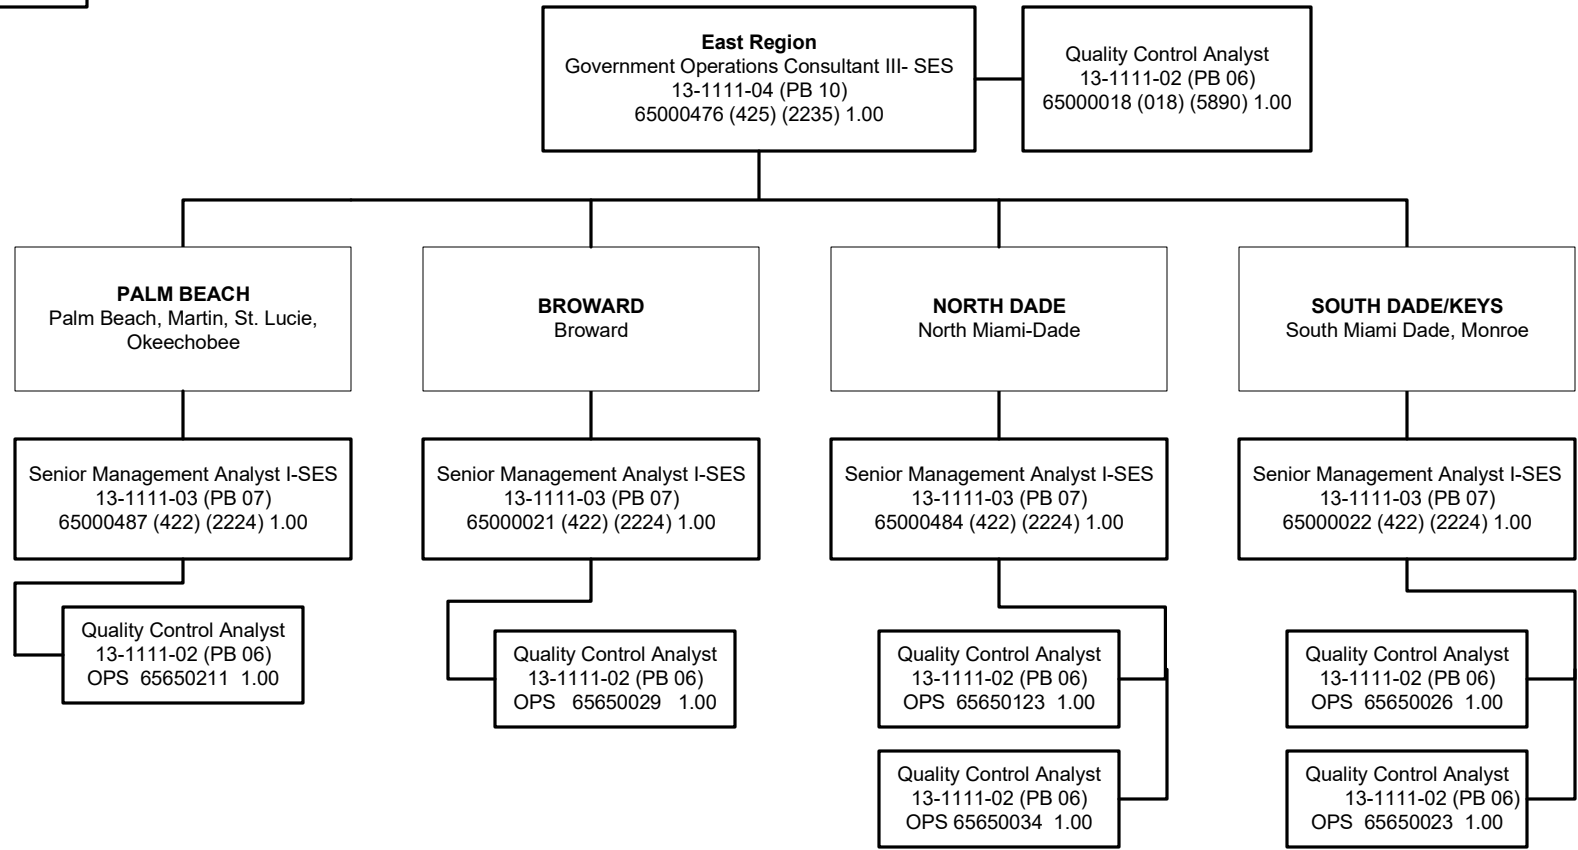 East Region
Government Operations Consultant III- SES
13-1111-04 (PB 10)
65000476 (425) (2235) 1.00
Quality Control Analyst
13-1111-02 (PB 06)
65000018 (018) (5890) 1.00
PALM BEACH
Palm Beach, Martin, St. Lucie,
Okeechobee
BROWARD
Broward
NORTH DADE
North Miami-Dade
SOUTH DADE/KEYS
South Miami Dade, Monroe
Senior Management Analyst I-SES
13-1111-03 (PB 07)
65000487 (422) (2224) 1.00
Senior Management Analyst I-SES
13-1111-03 (PB 07)
65000021 (422) (2224) 1.00
Senior Management Analyst I-SES
13-1111-03 (PB 07)
65000484 (422) (2224) 1.00
Senior Management Analyst I-SES
13-1111-03 (PB 07)
65000022 (422) (2224) 1.00
Quality Control Analyst
13-1111-02 (PB 06)
OPS 65650211 1.00
Quality Control Analyst
13-1111-02 (PB 06)
OPS 65650029 1.00
Quality Control Analyst
13-1111-02 (PB 06)
OPS 65650123 1.00
Quality Control Analyst
13-1111-02 (PB 06)
OPS 65650026 1.00
Quality Control Analyst
13-1111-02 (PB 06)
OPS 65650034 1.00
Quality Control Analyst
13-1111-02 (PB 06)
OPS 65650023 1.00